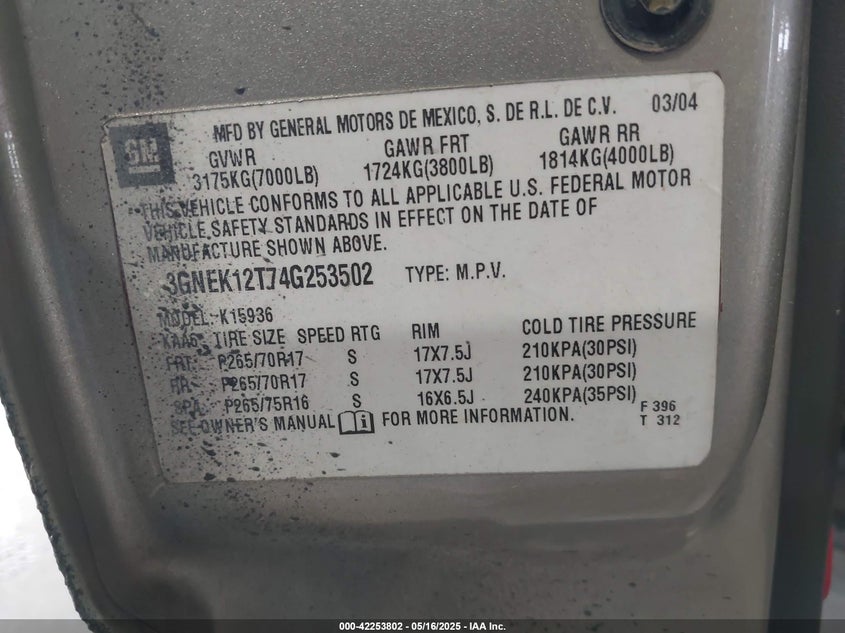 MFD BY GENERAL MOTORS DE MEXICO, S. DE R.L. DE C.V. 03/04
GM
GVWR GAWR FRT GAWR RR
3175KG(7000LB) 1724KG(3800LB) 1814KG(4000LB)
THIS VEHICLE CONFORMS TO ALL APPLICABLE U.S. FEDERAL MOTOR
VEHICLE SAFETY STANDARDS IN EFFECT ON THE DATE OF
MANUFACTURE SHOWN ABOVE.
3GNEK12T74G253502 TYPE: M.P.V.
MODEL: K15936
TIRE SIZE SPEED RTG RIM COLD TIRE PRESSURE
FRT P265/70R17 S 17X7.5J 210KPA(30PSI)
RR P265/70R17 S 17X7.5J 210KPA(30PSI)
SPA P265/75R16 S 16X6.5J 240KPA(35PSI)
SEE OWNER'S MANUAL FOR MORE INFORMATION.
F 396
T 312
000-42253802 - 05/16/2025 - IAA Inc.